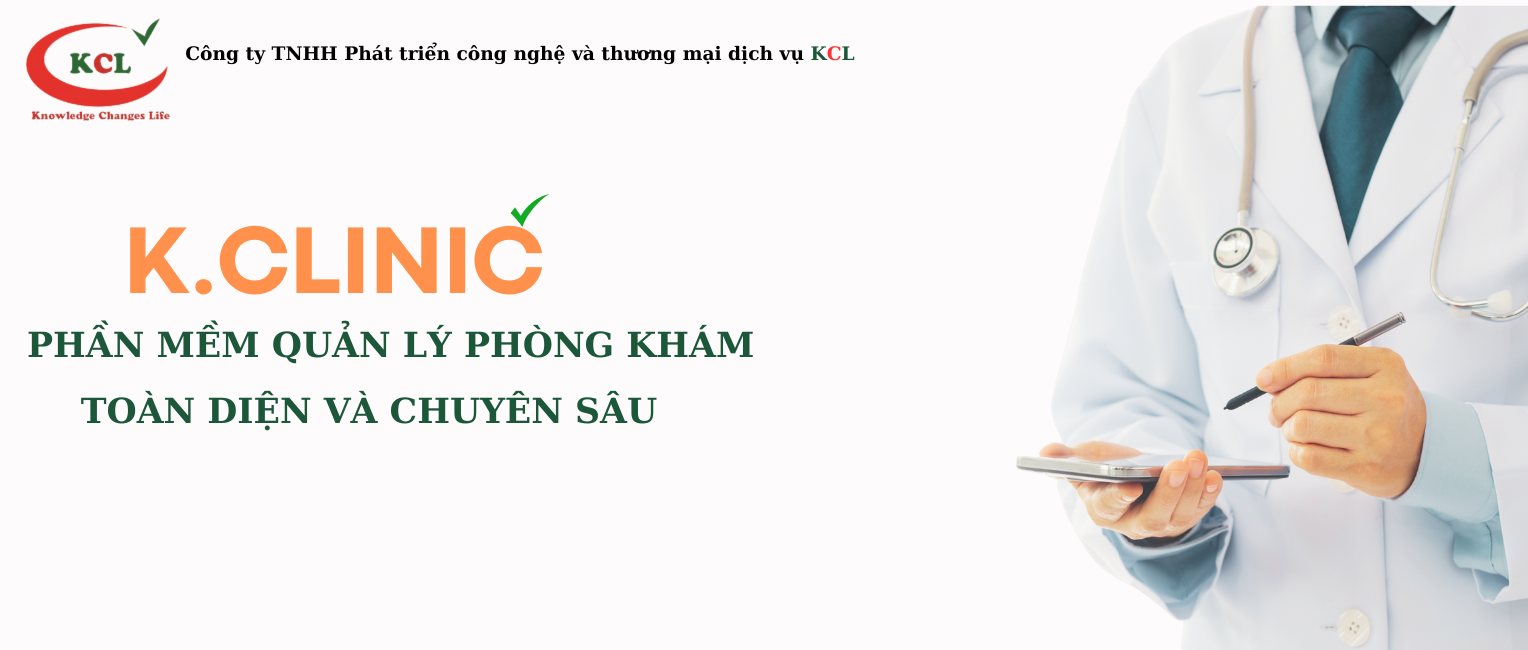 KCL
Knowledge Changes Life
Công ty TNHH Phát triển công nghệ và thương mại dịch vụ KCL
K.CLINIC
PHẦN MỀM QUẢN LÝ PHÒNG KHÁM
TOÀN DIỆN VÀ CHUYÊN SÂU